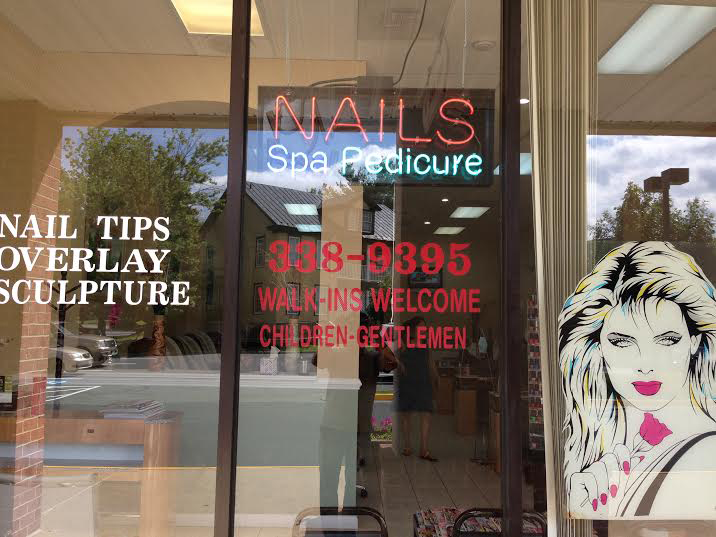 NAILS
Spa Pedicure
NAIL TIPS
OVERLAY
SCULPTURE
338-9395
WALK-INS WELCOME
CHILDREN-GENTLEMEN